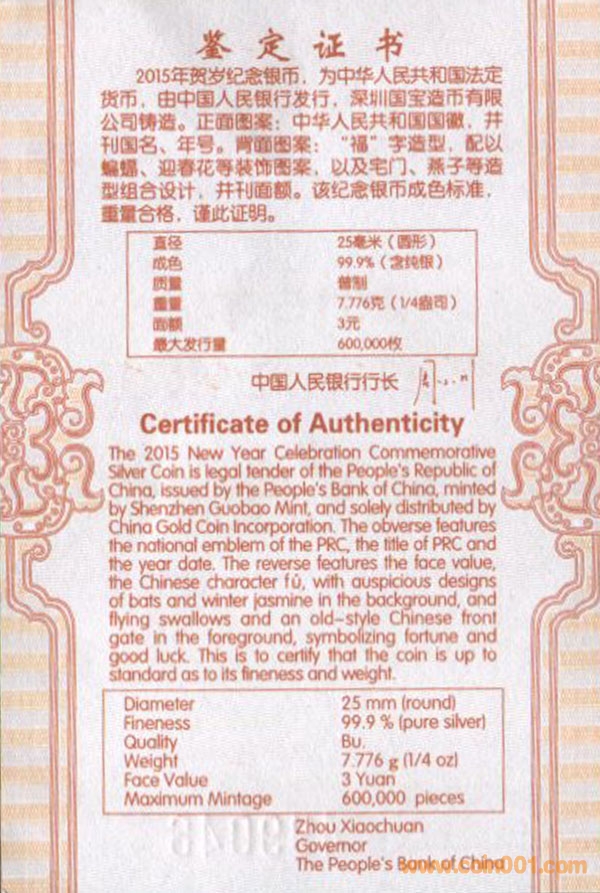 鉴定证书
2015年贺岁纪念银币，为中华人民共和国法定
货币，由中国人民银行发行，深圳国宝造币有限
公司铸造。正面图案：中华人民共和国国徽，并
刊国名、年号。背面图案：“福”字造型，配以
蝙蝠、迎春花等装饰图案，以及宅门、燕子等造
型组合设计，并刊面额。该纪念银币成色标准，
重量合格，谨此证明。
直径 25毫米（圆形）
成色 99.9%（含纯银）
质量 普制
重量 7.776克（1/4盎司）
面额 3元
最大发行量 600,000枚
中国人民银行行长
Certificate of Authenticity
The 2015 New Year Celebration Commemorative
Silver Coin is legal tender of the People's Republic of
China, issued by the People's Bank of China, minted
by Shenzhen Guobao Mint, and solely distributed by
China Gold Coin Incorporation. The obverse features
the national emblem of the PRC, the title of PRC and
the year date. The reverse features the face value,
the Chinese character fú, with auspicious designs
of bats and winter jasmine in the background, and
flying swallows and an old-style Chinese front
gate in the foreground, symbolizing fortune and
good luck. This is to certify that the coin is up to
standard as to its fineness and weight.
Diameter 25 mm (round)
Fineness 99.9 % (pure silver)
Quality Bu.
Weight 7.776 g (1/4 oz)
Face Value 3 Yuan
Maximum Mintage 600,000 pieces
Zhou Xiaochuan
Governor
The People's Bank of China
www.coin001.com